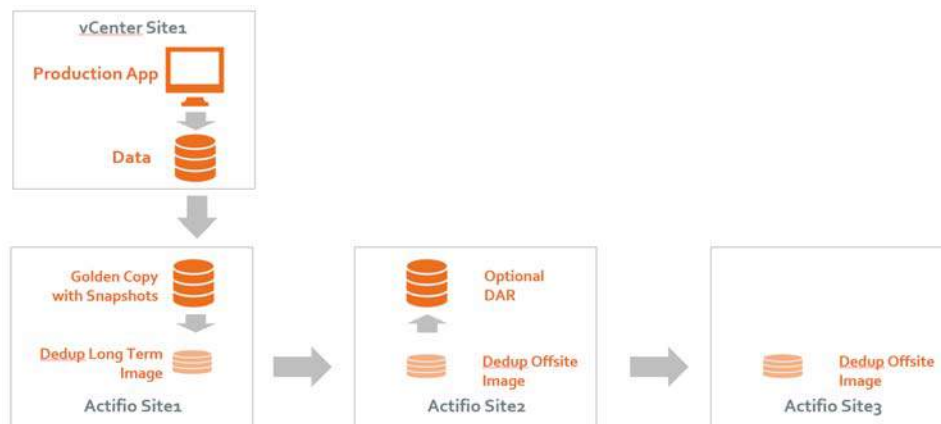 vCenter Site1
Production App
Data
Golden Copy
with Snapshots
Dedup Long Term
Image
Actifio Site1
Optional
DAR
Dedup Offsite
Image
Actifio Site2
Dedup Offsite
Image
Actifio Site3